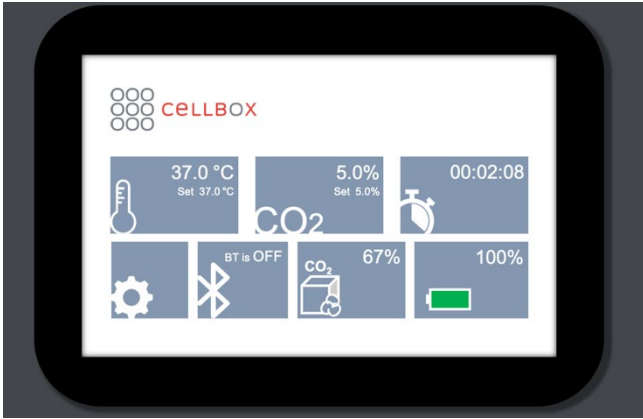 CELLBOX
37.0 °C
Set 37.0 °C
5.0%
Set 5.0%
CO2
00:02:08
BT is OFF
CO₂
67%
100%